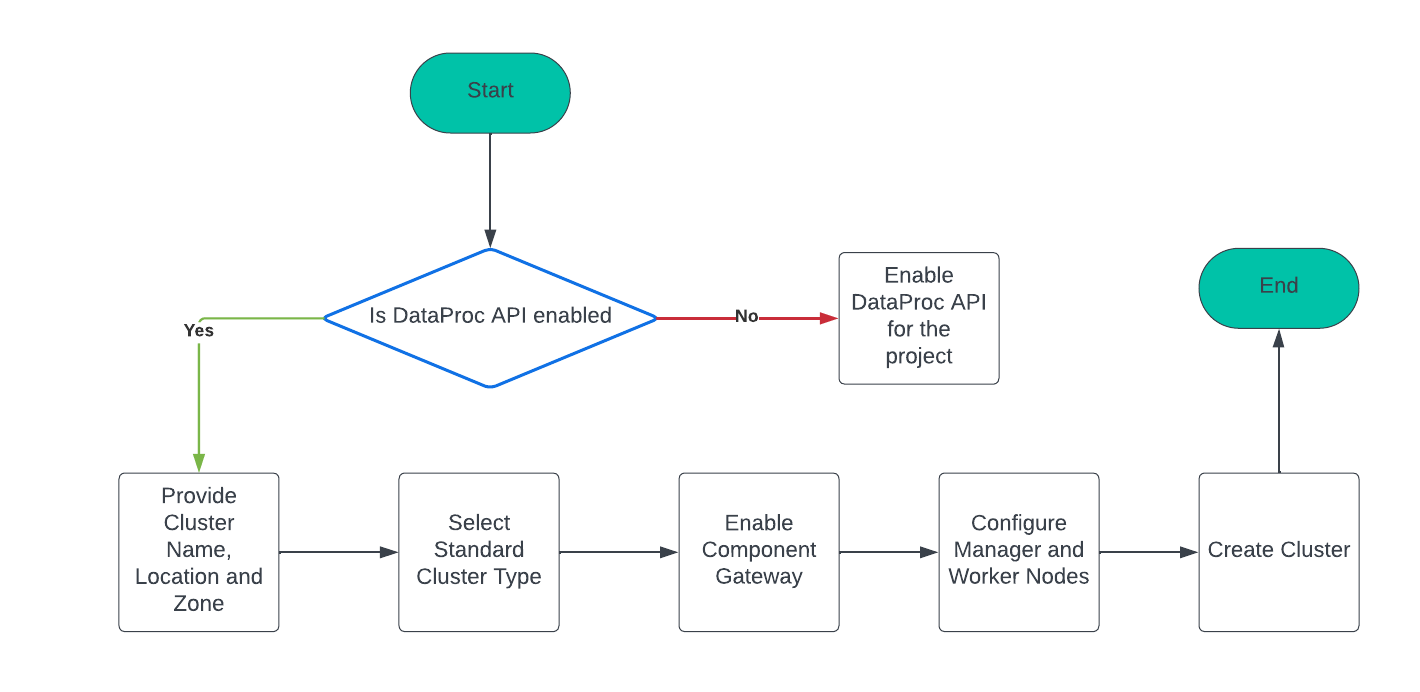 Start
Is DataProc API enabled
Yes
No
Enable
DataProc API
for the
project
End
Provide
Cluster
Name,
Location and
Zone
Select
Standard
Cluster Type
Enable
Component
Gateway
Configure
Manager and
Worker Nodes
Create Cluster